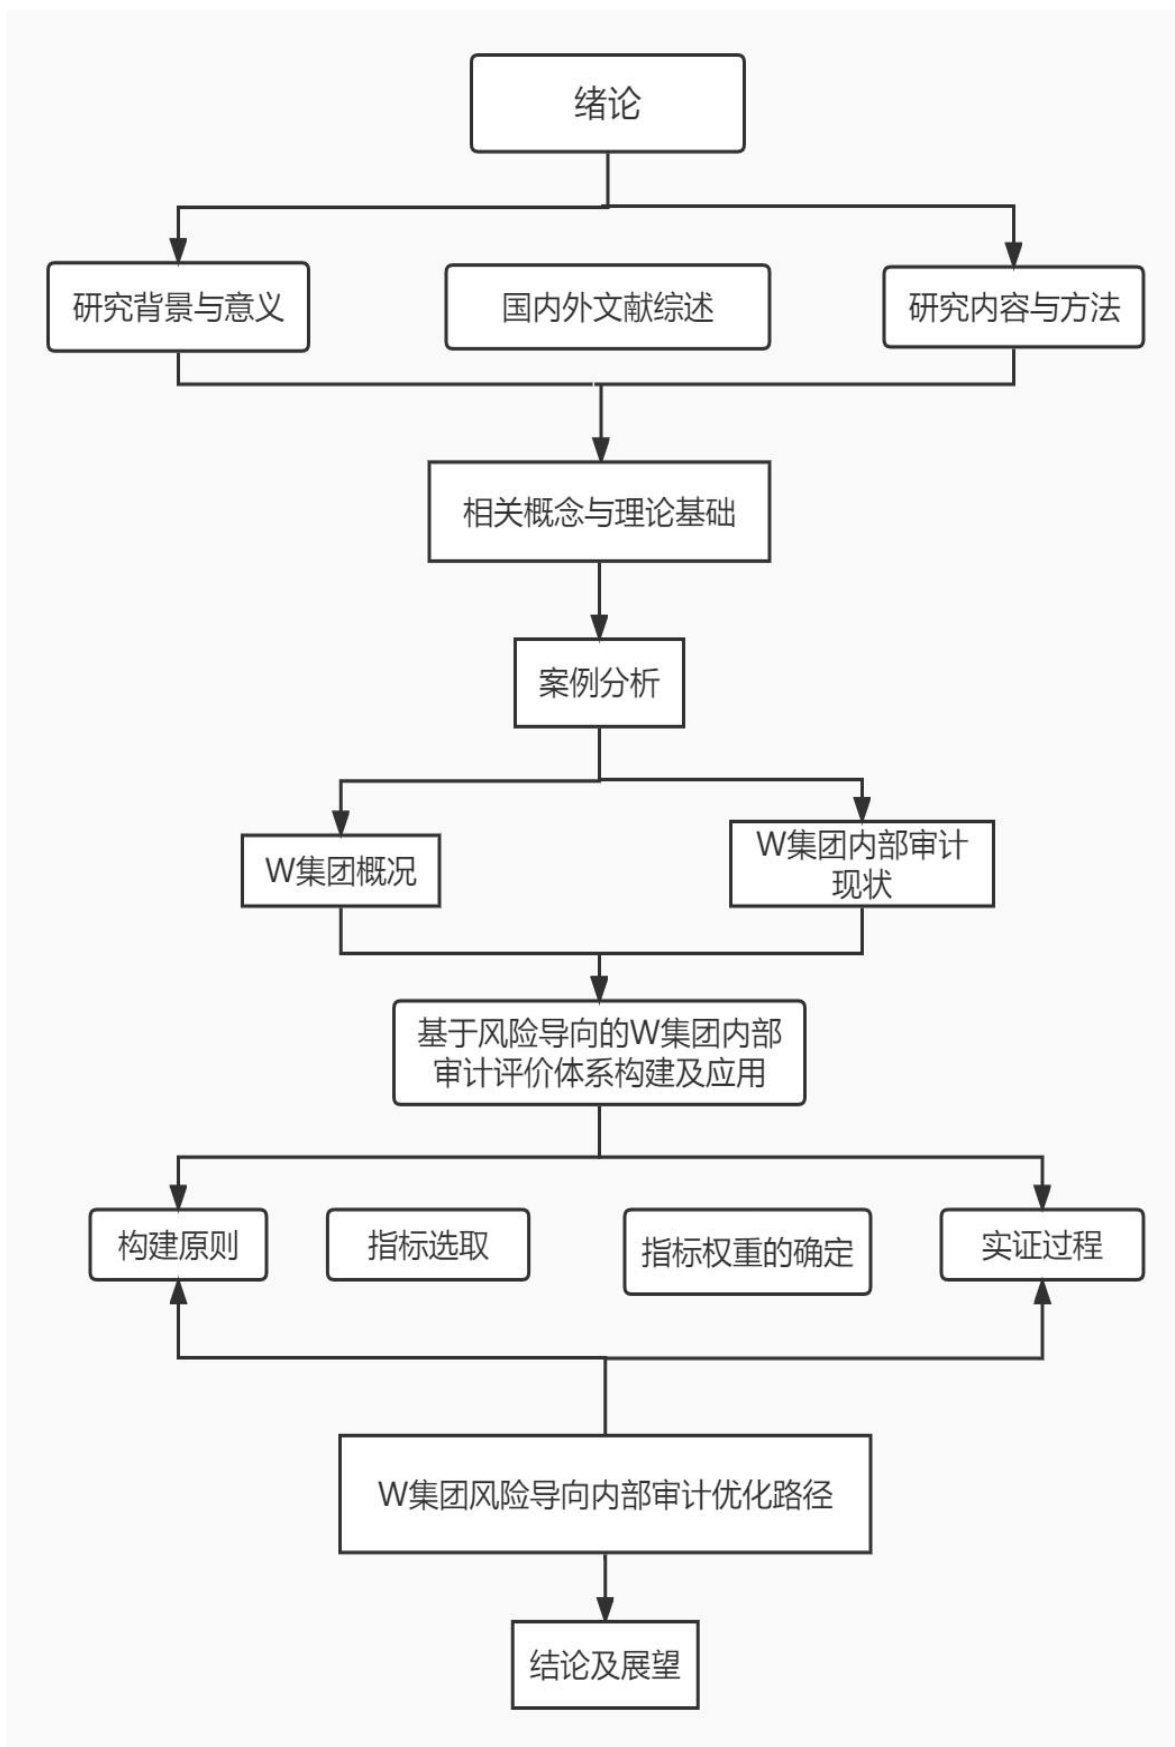 绪论
研究背景与意义
国内外文献综述
研究内容与方法
相关概念与理论基础
案例分析
W集团概况
W集团内部审计
现状
基于风险导向的W集团内部
审计评价体系构建及应用
构建原则
指标选取
指标权重的确定
实证过程
W集团风险导向内部审计优化路径
结论及展望